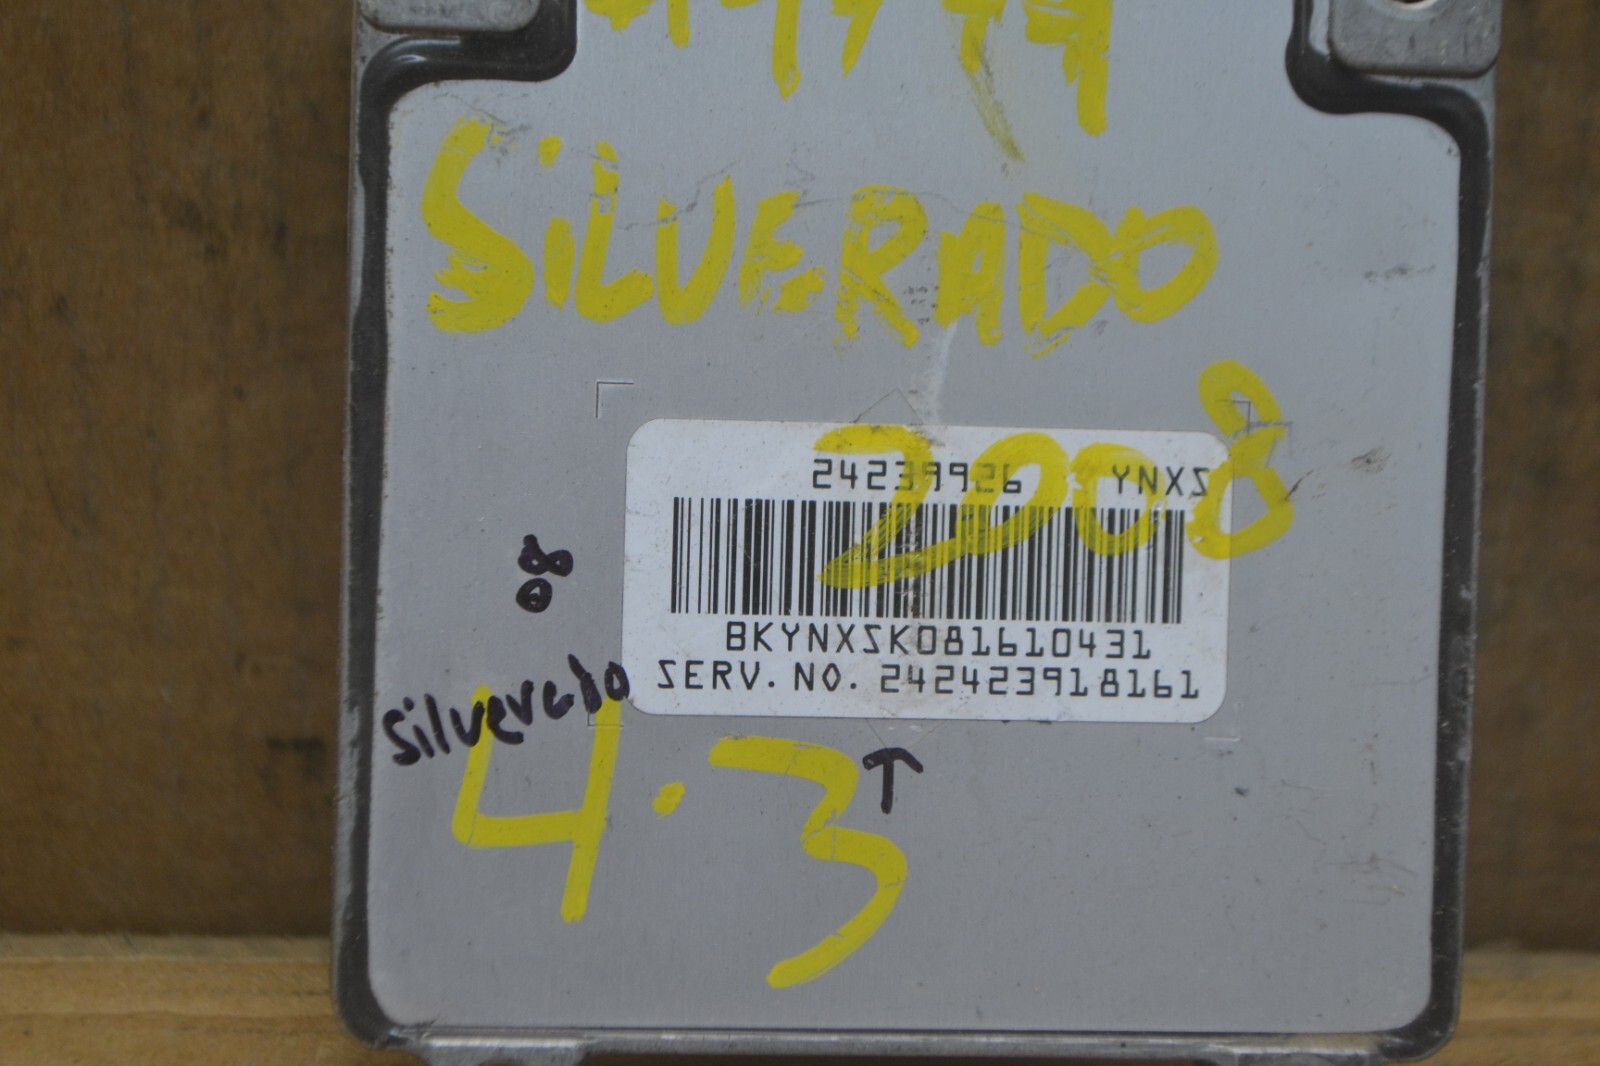 SiLVERADO
2008
24239926 YNXS
BKYNXSK081610431
SERV. NO. 242423918161
08
silverado
4.3